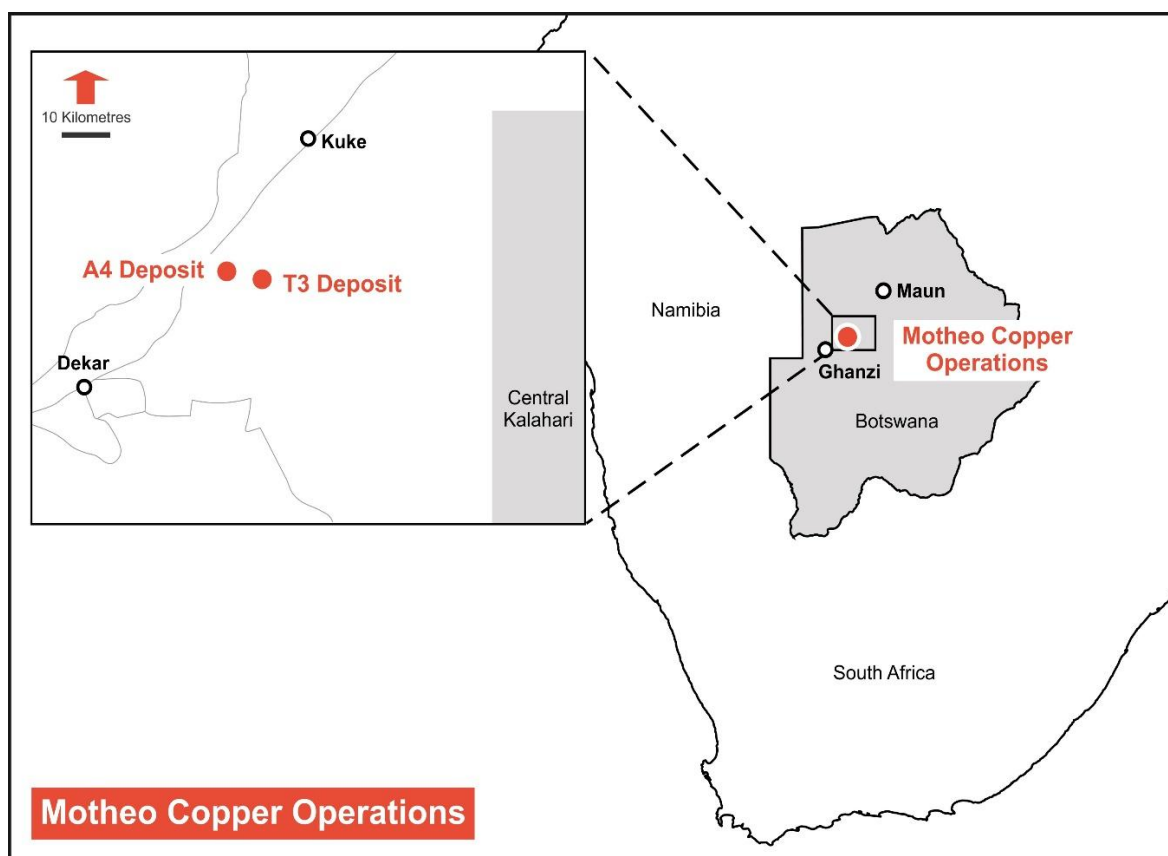 10 Kilometres
Kuke
A4 Deposit
T3 Deposit
Dekar
Central
Kalahari
Namibia
Maun
Motheo Copper
Operations
Ghanzi
Botswana
South Africa
Motheo Copper Operations